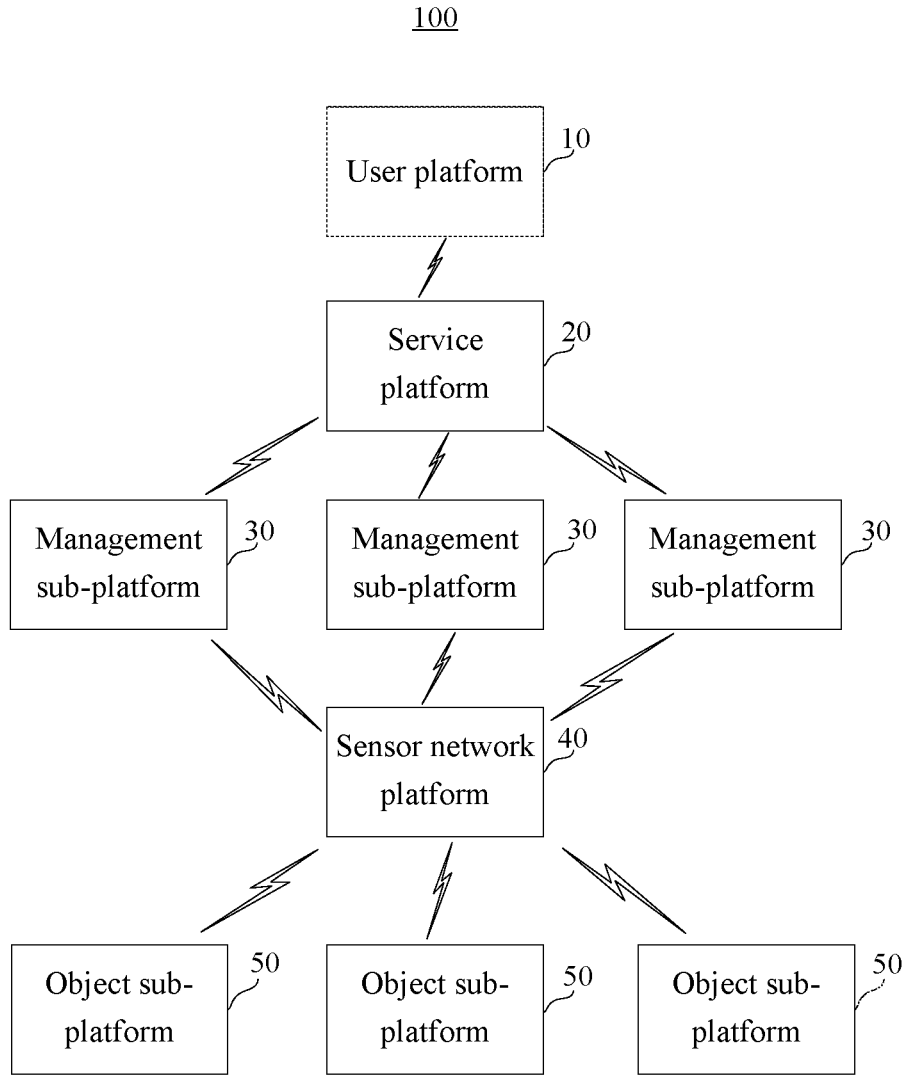 100
10
User platform
20
Service
platform
30
30
30
Management
sub-platform
Management
sub-platform
Management
sub-platform
40
Sensor network
platform
50
50
50
Object sub-
platform
Object sub-
platform
Object sub-
platform